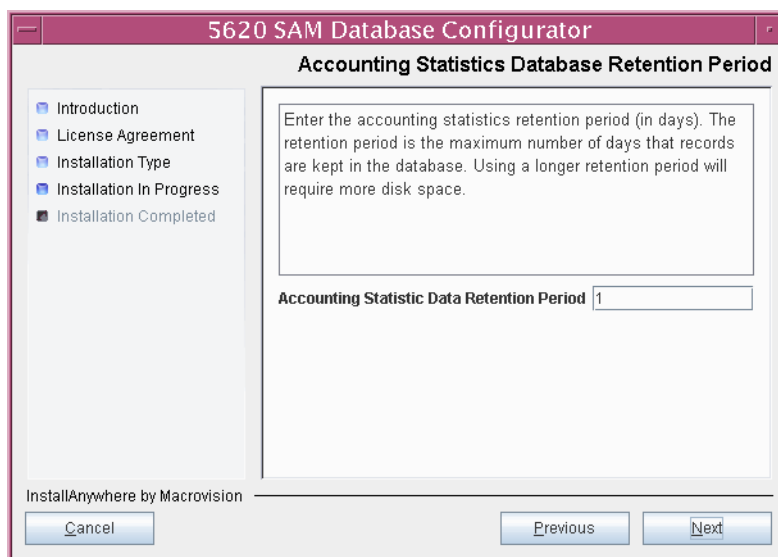 5620 SAM Database Configurator
Accounting Statistics Database Retention Period
Introduction
License Agreement
Installation Type
Installation In Progress
Installation Completed
Enter the accounting statistics retention period (in days). The
retention period is the maximum number of days that records
are kept in the database. Using a longer retention period will
require more disk space.
Accounting Statistic Data Retention Period 1
InstallAnywhere by Macrovision
Cancel
Previous
Next